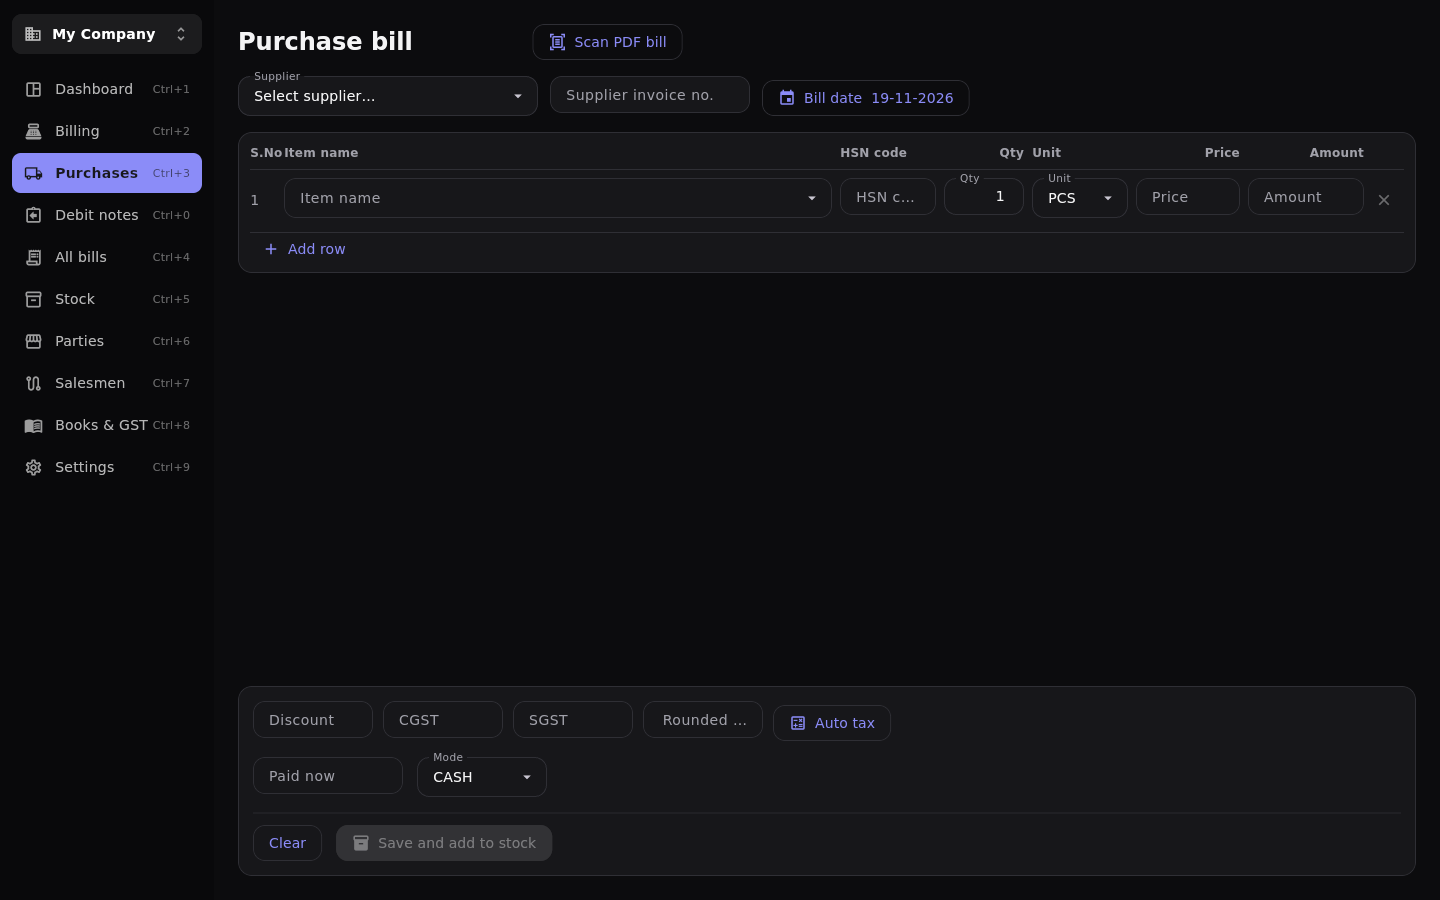 My Company
Dashboard Ctrl+1
Billing Ctrl+2
Purchases Ctrl+3
Debit notes Ctrl+0
All bills Ctrl+4
Stock Ctrl+5
Parties Ctrl+6
Salesmen Ctrl+7
Books & GST Ctrl+8
Settings Ctrl+9
Purchase bill
Scan PDF bill
Supplier
Select supplier...
Supplier invoice no.
Bill date 19-11-2026
S.No Item name HSN code Qty Unit Price Amount
Qty Unit
1 Item name HSN c... 1 PCS Price Amount
Add row
Discount CGST SGST Rounded ... Auto tax
Mode
Paid now CASH
Clear Save and add to stock